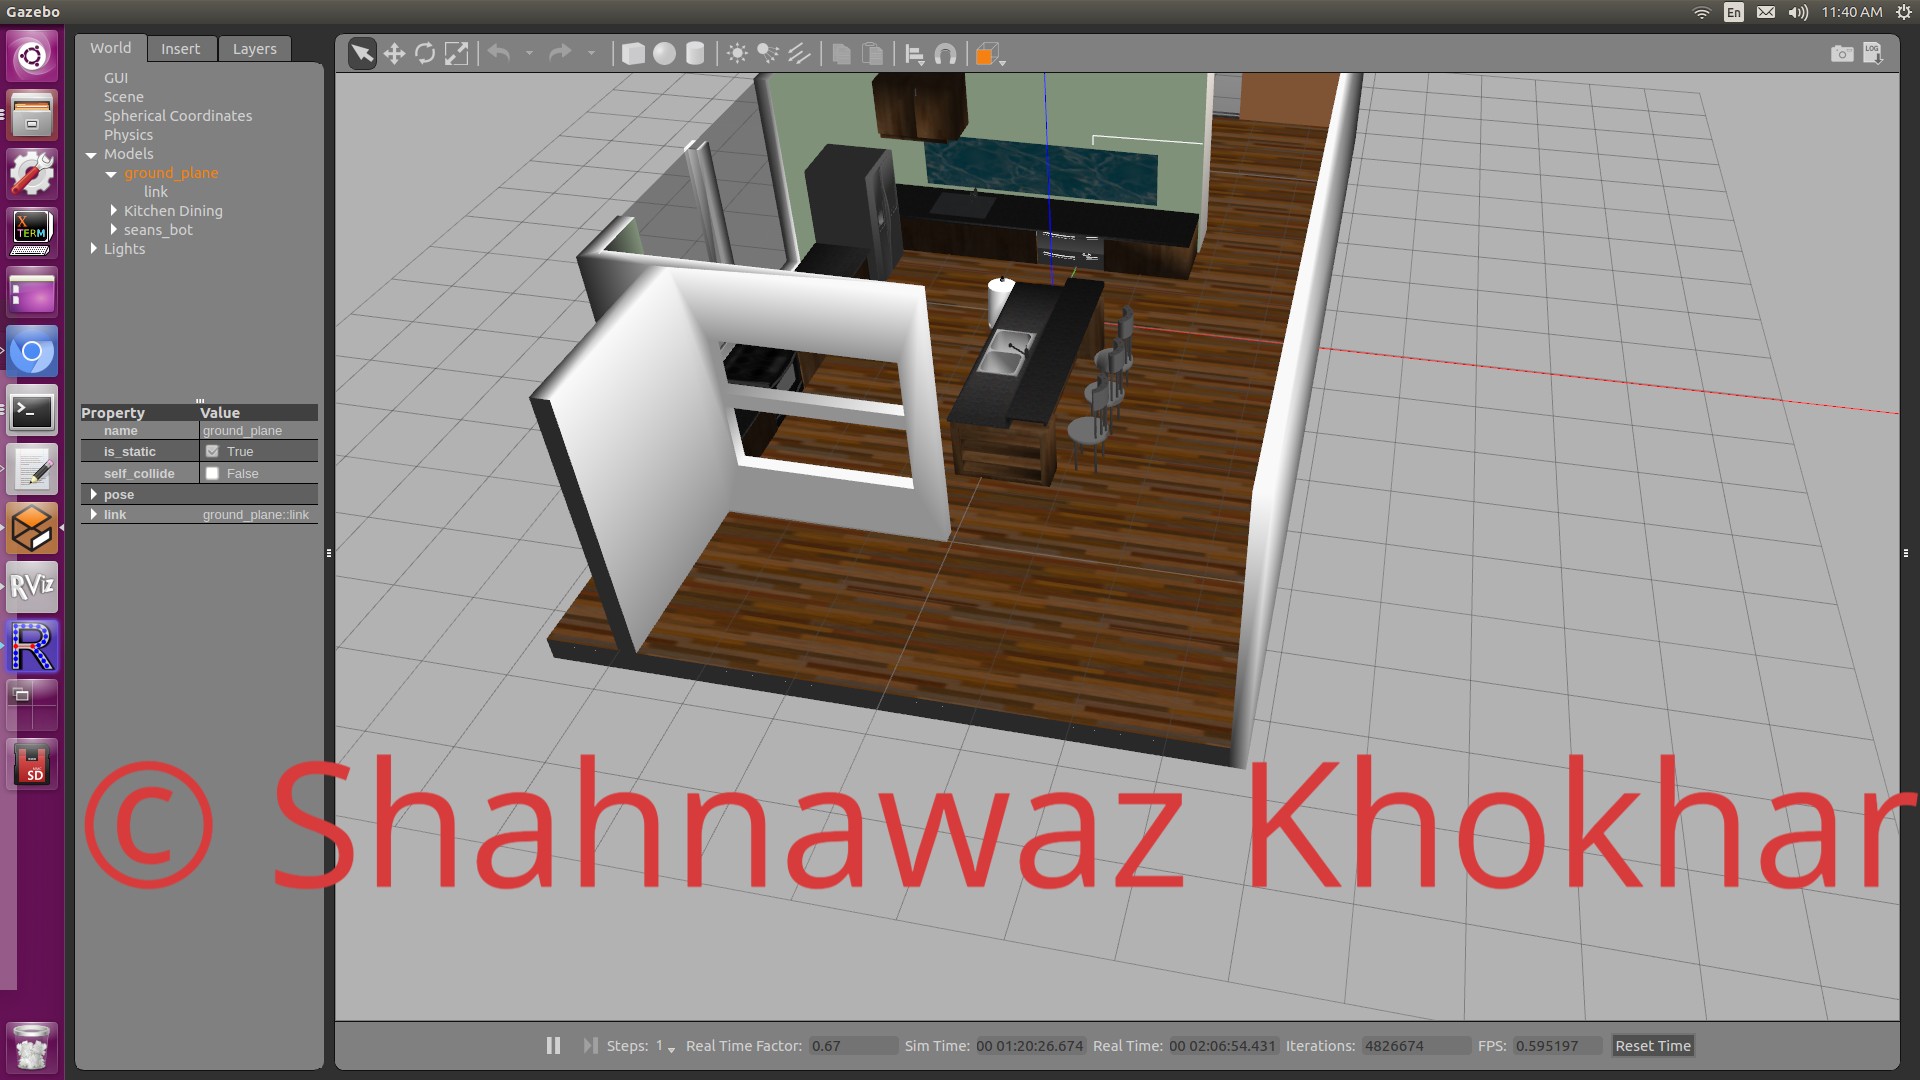 Gazebo
En
11:40 AM
World Insert Layers
LOG
GUI
Scene
Spherical Coordinates
Physics
Models
ground_plane
link
Kitchen Dining
seans_bot
Lights
X
TERM
>_
Property Value
name ground_plane
is_static True
self_collide False
pose
link ground_plane::link
RViz
R
SD
© Shahnawaz Khokhar
Steps: 1 Real Time Factor: 0.67 Sim Time: 00 01:20:26.674 Real Time: 00 02:06:54.431 Iterations: 4826674 FPS: 0.595197 Reset Time